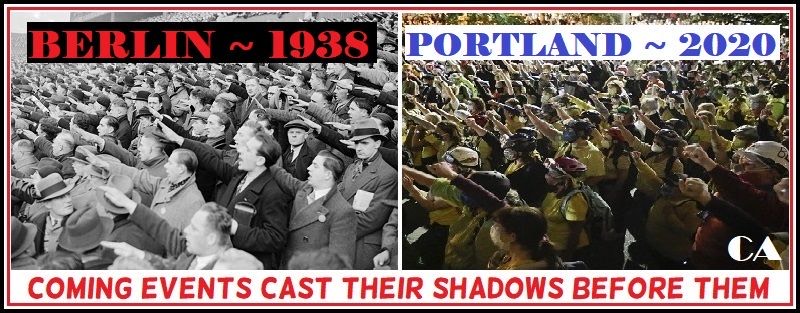 BERLIN ~ 1938
PORTLAND ~ 2020
CA
COMING EVENTS CAST THEIR SHADOWS BEFORE THEM